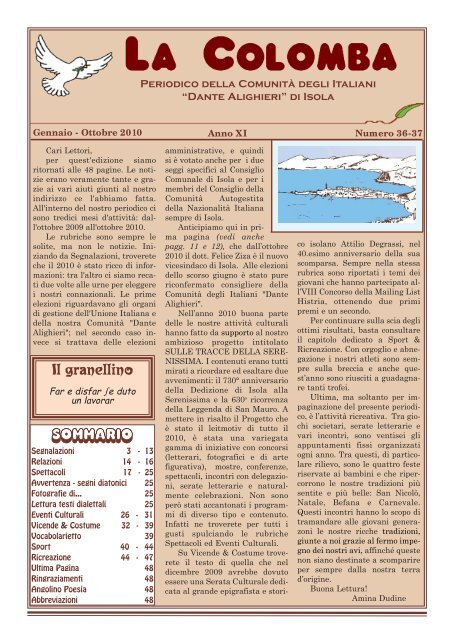 LA COLOMBA
PERIODICO DELLA COMUNITÀ DEGLI ITALIANI
"DANTE ALIGHIERI" DI ISOLA
Gennaio - Ottobre 2010 Anno XI Numero 36-37
Cari Lettori,
per quest'edizione siamo
ritornati alle 48 pagine. Le noti-
zie erano veramente tante e gra-
zie ai vari aiuti giunti al nostro
indirizzo ce l'abbiamo fatta.
All'interno del nostro periodico ci
sono tredici mesi d'attività: dal-
l'ottobre 2009 all'ottobre 2010.
Le rubriche sono sempre le
solite, ma non le notizie. Ini-
ziando da Segnalazioni, troverete
che il 2010 è stato ricco di infor-
mazioni: tra l'altro ci siamo reca-
ti due volte alle urne per eleggere
i nostri connazionali. Le prime
elezioni riguardavano gli organi
di gestione dell'Unione Italiana e
della nostra Comunità "Dante
Alighieri"; nel secondo caso in-
vece si trattava delle elezioni
Il granellino
Far e disfar je duto
un lavorar
SOMMARIO
Segnalazioni 3 - 13
Relazioni 14 - 16
Spettacoli 17 - 25
Avvertenza - segni diatonici 25
Fotografie di... 25
Lettura testi dialettali 25
Eventi Culturali 26 - 31
Vicende & Costume 32 - 39
Vocabolarietto 39
Sport 40 - 44
Ricreazione 44 - 47
Ultima Pagina 48
Ringraziamenti 48
Angolino Poesia 48
Abbreviazioni 48
amministrative, e quindi
si è votato anche per i due
seggi specifici al Consiglio
Comunale di Isola e per i
membri del Consiglio della
Comunità Autogestita
della Nazionalità Italiana
sempre di Isola.
Anticipiamo qui in pri-
ma pagina (vedi anche
pagg. 11 e 12), che dall'ottobre
2010 il dott. Felice Ziza è il nuovo
vicesindaco di Isola. Alle elezioni
dello scorso giugno, è stato pure
riconfermato consigliere della
Comunità degli Italiani "Dante
Alighieri".
Nell'anno 2010 buona parte
delle nostre attività culturali
hanno fatto da supporto al nostro
ambizioso progetto intitolato
SULLE TRACCE DELLA SERE-
NISSIMA. I contenuti erano tutti
mirati a ricordare ed esaltare due
avvenimenti: il 730° anniversario
della Dedizione di Isola alla
Serenissima e la 630ª ricorrenza
della Leggenda di San Mauro. A
mettere in risalto il Progetto che
è stato il leitmotiv di tutto il
2010, è stata una variegata
gamma di iniziative con concorsi
(letterari, fotografici e di arte
figurativa), mostre, conferenze,
spettacoli, incontri con delegazio-
ni, serate letterarie e natural-
mente celebrazioni. Non sono
però stati accantonati i program-
mi di diverso tipo e contenuto.
Infatti ne troverete per tutti i
gusti spulciando le rubriche
Spettacoli ed Eventi Culturali.
Su Vicende & Costume trove-
rete il testo di quella che nel
dicembre 2009 avrebbe dovuto
essere una Serata Culturale dedi-
cata al grande epigrafista e stori-
co isolano Attilio Degrassi, nel
40.esimo anniversario della sua
scomparsa. Sempre nella stessa
rubrica sono riportati i temi dei
giovani che hanno partecipato al-
l'VIII Concorso della Mailing List
Histria, ottenendo due primi
premi e un secondo.
Per continuare sulla scia degli
ottimi risultati, basta consultare
il capitolo dedicato a Sport &
Ricreazione. Con orgoglio e abne-
gazione i nostri atleti sono sem-
pre sulla breccia e anche que-
st'anno sono riusciti a guadagna-
re tanti trofei.
Ultima, ma soltanto per im-
paginazione del presente periodi-
co, è l'attività ricreativa. Tra gio-
chi societari, serate letterarie e
vari incontri, sono ventisei gli
appuntamenti fissi organizzati
ogni anno. Tra questi, di partico-
lare rilievo, sono le quattro feste
riservate ai bambini e che ripor-
rono le nostre tradizioni più
sentite e più belle: San Nicolò,
Natale, Befana e Carnevale.
Questi incontri hanno lo scopo di
tramandare alle giovani genera-
zioni le nostre ricche tradizioni,
giunte a noi grazie al fermo impe-
gno dei nostri avi, affinché queste
non siano destinate a scomparire
per sempre dalla nostra terra
d'origine.
Buona Lettura!
Amina Dudine